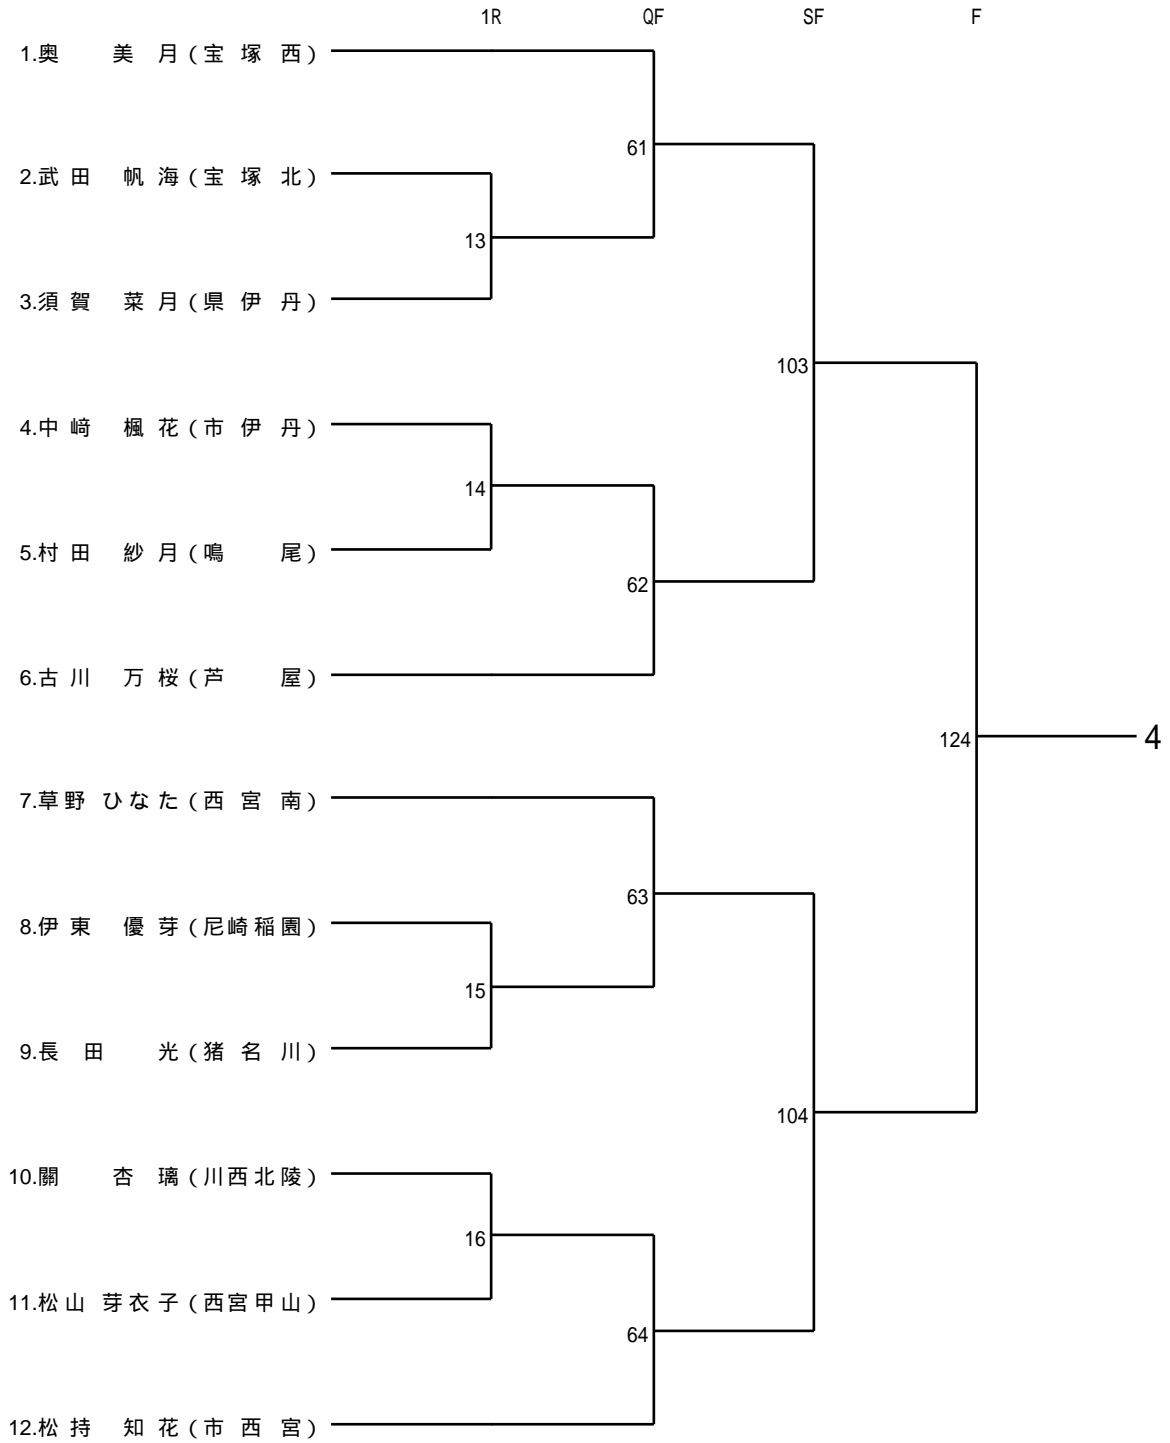 1R QF SF F
1.奥 美 月(宝 塚 西)
61
2.武 田 帆 海(宝 塚 北)
13
3.須 賀 菜 月(県 伊 丹)
103
4.中 﨑 楓 花(市 伊 丹)
14
5.村 田 紗 月(鳴 尾)
62
6.古 川 万 桜(芦 屋)
124 4
7.草 野 ひ な た(西 宮 南)
63
8.伊 東 優 芽(尼 崎 稲 園)
15
9.長 田 光(猪 名 川)
104
10.關 杏 璃(川 西 北 陵)
16
11.松 山 芽 衣 子(西 宮 甲 山)
64
12.松 持 知 花(市 西 宮)